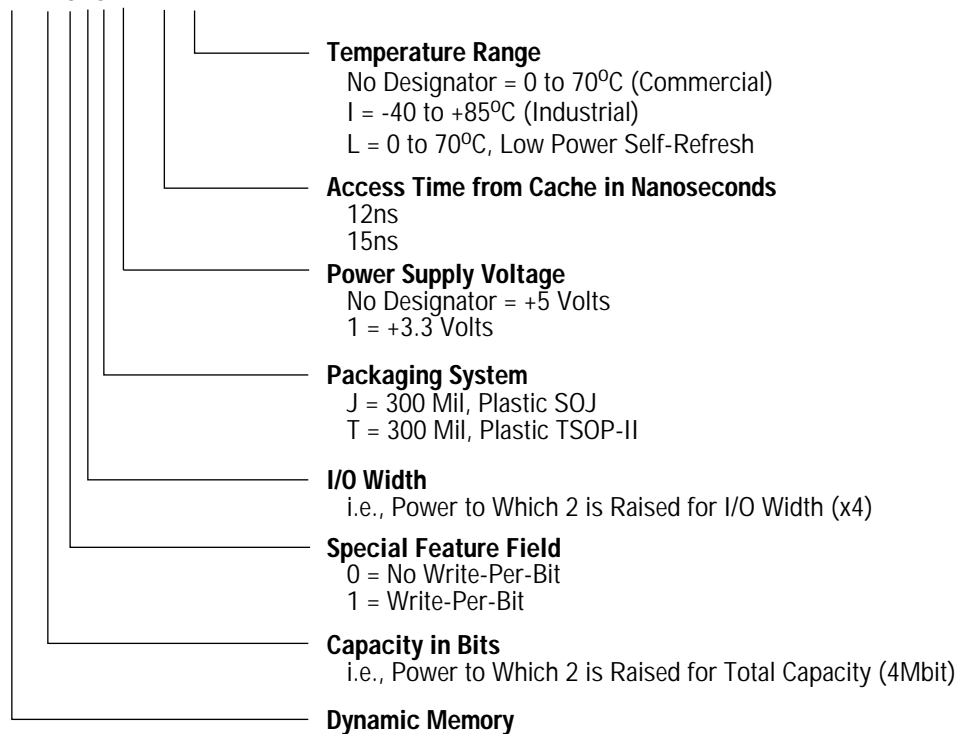 Temperature Range
No Designator = 0 to 70ºC (Commercial)
I = -40 to +85ºC (Industrial)
L = 0 to 70ºC, Low Power Self-Refresh
Access Time from Cache in Nanoseconds
12ns
15ns
Power Supply Voltage
No Designator = +5 Volts
1 = +3.3 Volts
Packaging System
J = 300 Mil, Plastic SOJ
T = 300 Mil, Plastic TSOP-II
I/O Width
i.e., Power to Which 2 is Raised for I/O Width (x4)
Special Feature Field
0 = No Write-Per-Bit
1 = Write-Per-Bit
Capacity in Bits
i.e., Power to Which 2 is Raised for Total Capacity (4Mbit)
Dynamic Memory